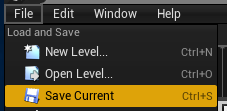 File Edit Window Help
Load and Save
New Level... Ctrl+N
Open Level... Ctrl+O
Save Current Ctrl+S